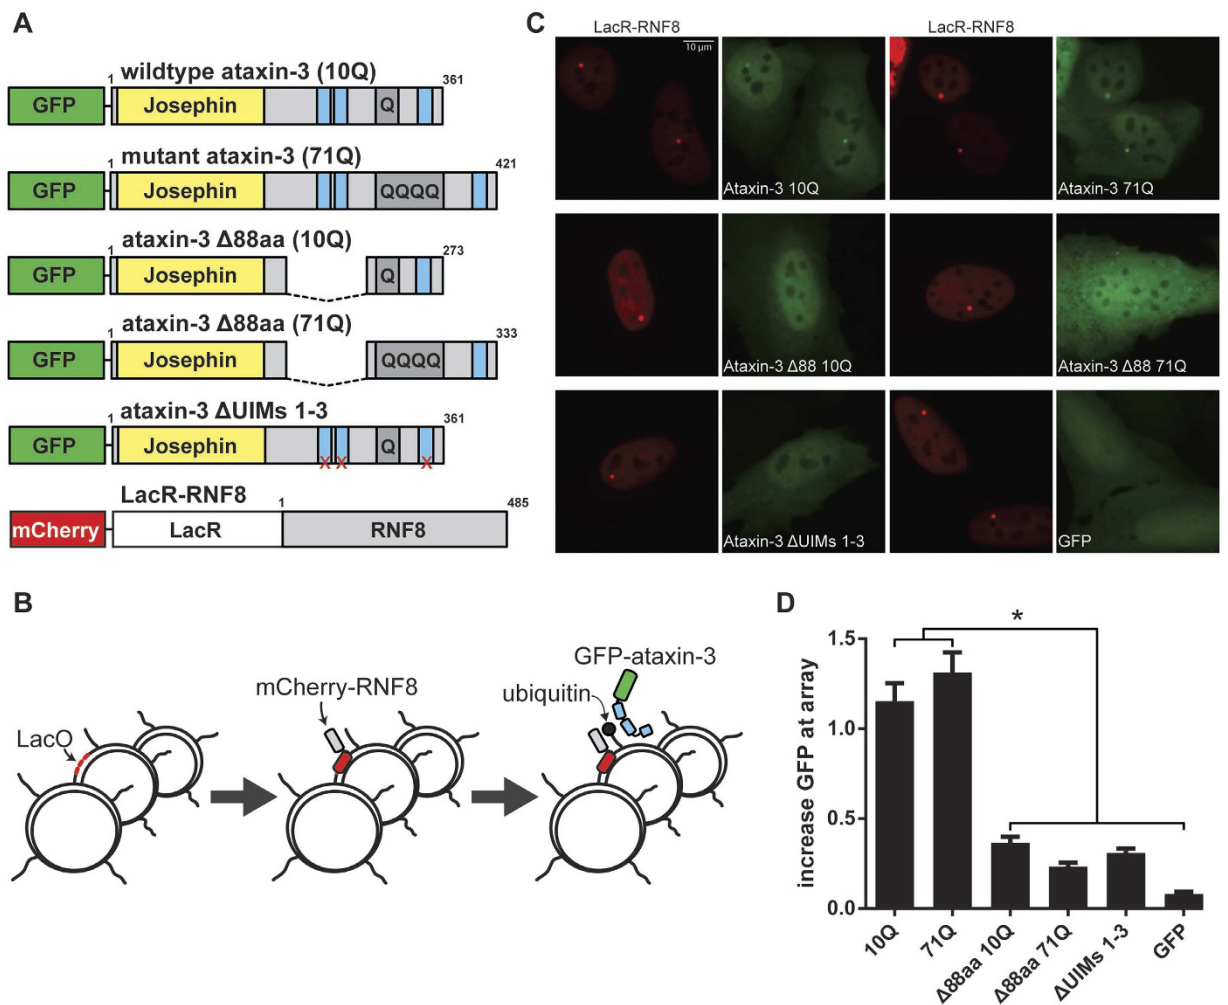 A
wildtype ataxin-3 (10Q)
1
361
GFP
Josephin
Q
mutant ataxin-3 (71Q)
1
421
GFP
Josephin
QQQQ
ataxin-3 Δ88aa (10Q)
1
273
GFP
Josephin
Q
ataxin-3 Δ88aa (71Q)
1
333
GFP
Josephin
QQQQ
ataxin-3 ΔUIMs 1-3
1
361
GFP
Josephin
Q
X X X
LacR-RNF8
1
485
mCherry
LacR
RNF8
B
LacO
mCherry-RNF8
GFP-ataxin-3
ubiquitin
C
LacR-RNF8
LacR-RNF8
10 µm
Ataxin-3 10Q
Ataxin-3 71Q
Ataxin-3 Δ88 10Q
Ataxin-3 Δ88 71Q
Ataxin-3 ΔUIMs 1-3
GFP
D
increase GFP at array
1.5
1.0
0.5
0.0
*
10Q
71Q
Δ88aa 10Q
Δ88aa 71Q
ΔUIMs 1-3
GFP